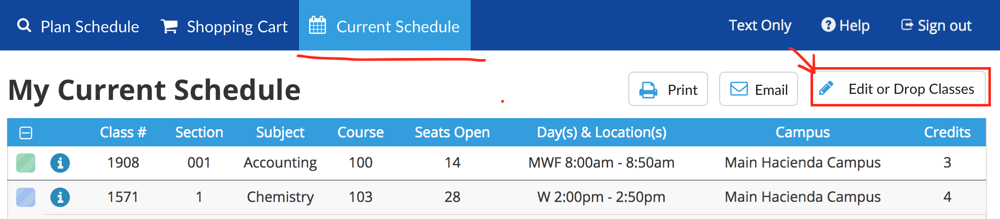 Plan Schedule Shopping Cart Current Schedule Text Only Help Sign out
My Current Schedule Print Email Edit or Drop Classes
Class # Section Subject Course Seats Open Day(s) & Location(s) Campus Credits
1908 001 Accounting 100 14 MWF 8:00am - 8:50am Main Hacienda Campus 3
1571 1 Chemistry 103 28 W 2:00pm - 2:50pm Main Hacienda Campus 4